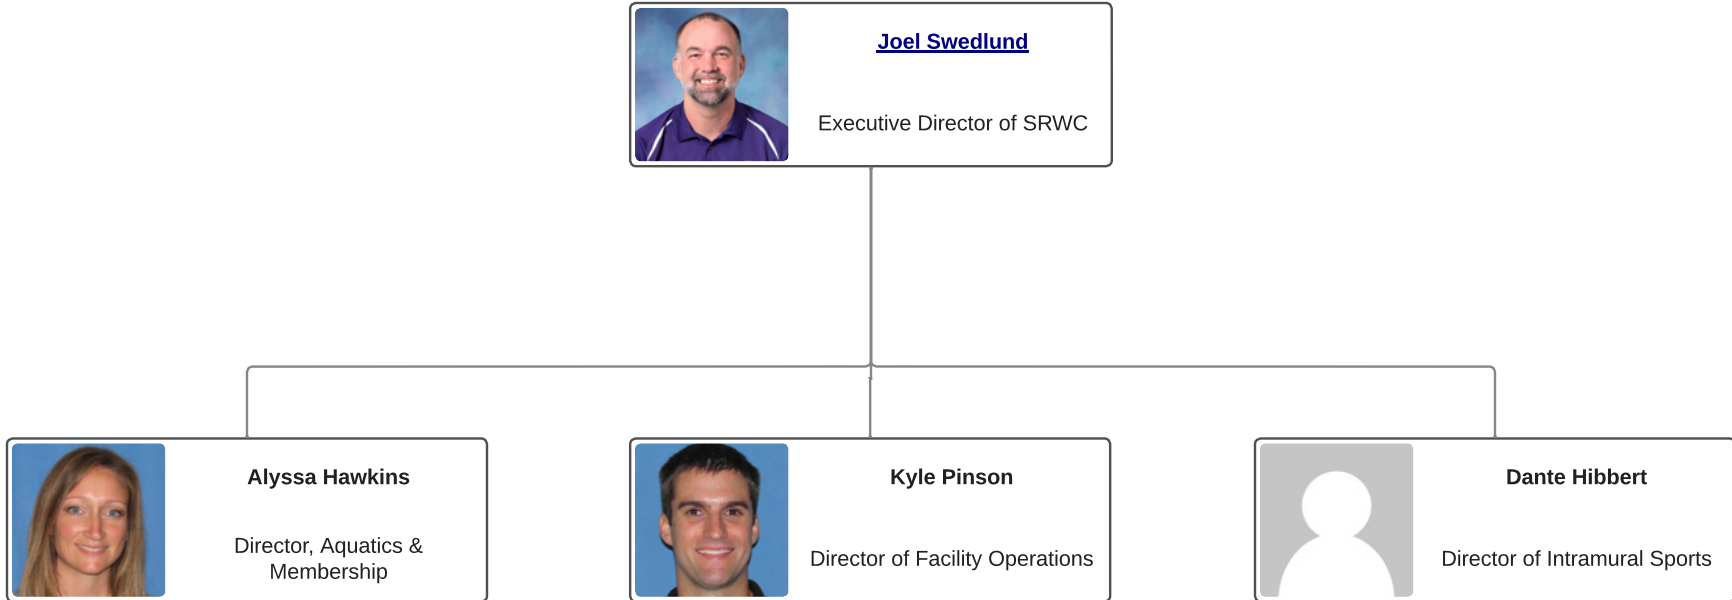 Joel Swedlund
Executive Director of SRWC
Alyssa Hawkins
Director, Aquatics &
Membership
Kyle Pinson
Director of Facility Operations
Dante Hibbert
Director of Intramural Sports